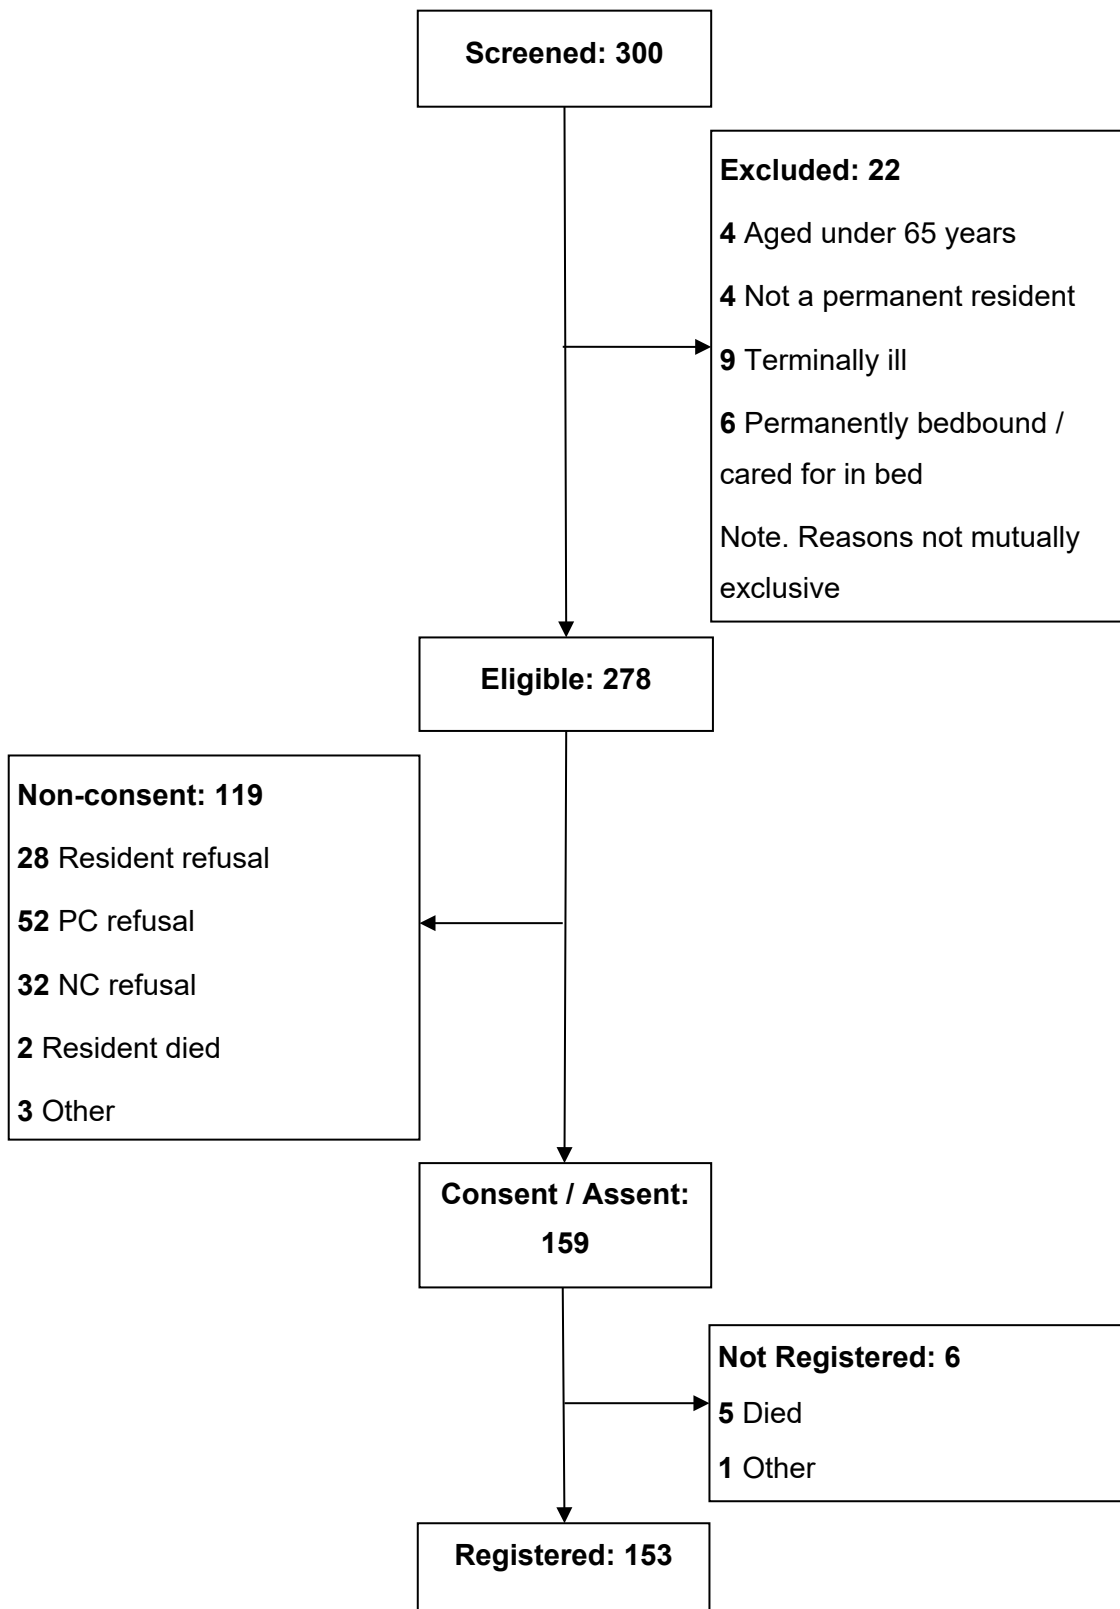 Screened: 300
Excluded: 22
4 Aged under 65 years
4 Not a permanent resident
9 Terminally ill
6 Permanently bedbound /
cared for in bed
Note. Reasons not mutually
exclusive
Eligible: 278
Non-consent: 119
28 Resident refusal
52 PC refusal
32 NC refusal
2 Resident died
3 Other
Consent / Assent:
159
Not Registered: 6
5 Died
1 Other
Registered: 153